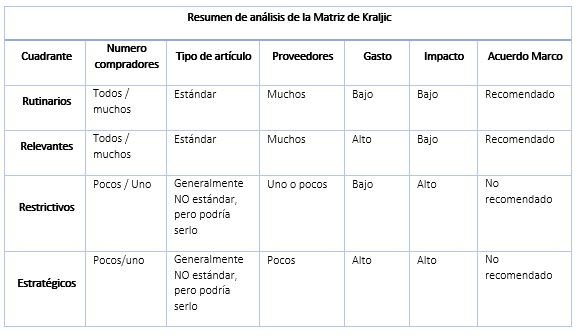 Resumen de análisis de la Matriz de Kraljic
Cuadrante Numero compradores Tipo de artículo Proveedores Gasto Impacto Acuerdo Marco
Rutinarios Todos / muchos Estándar Muchos Bajo Bajo Recomendado
Relevantes Todos / muchos Estándar Muchos Alto Bajo Recomendado
Restrictivos Pocos / Uno Generalmente NO estándar, pero podría serlo Uno o pocos Bajo Alto No recomendado
Estratégicos Pocos/uno Generalmente NO estándar, pero podría serlo Pocos Alto Alto No recomendado